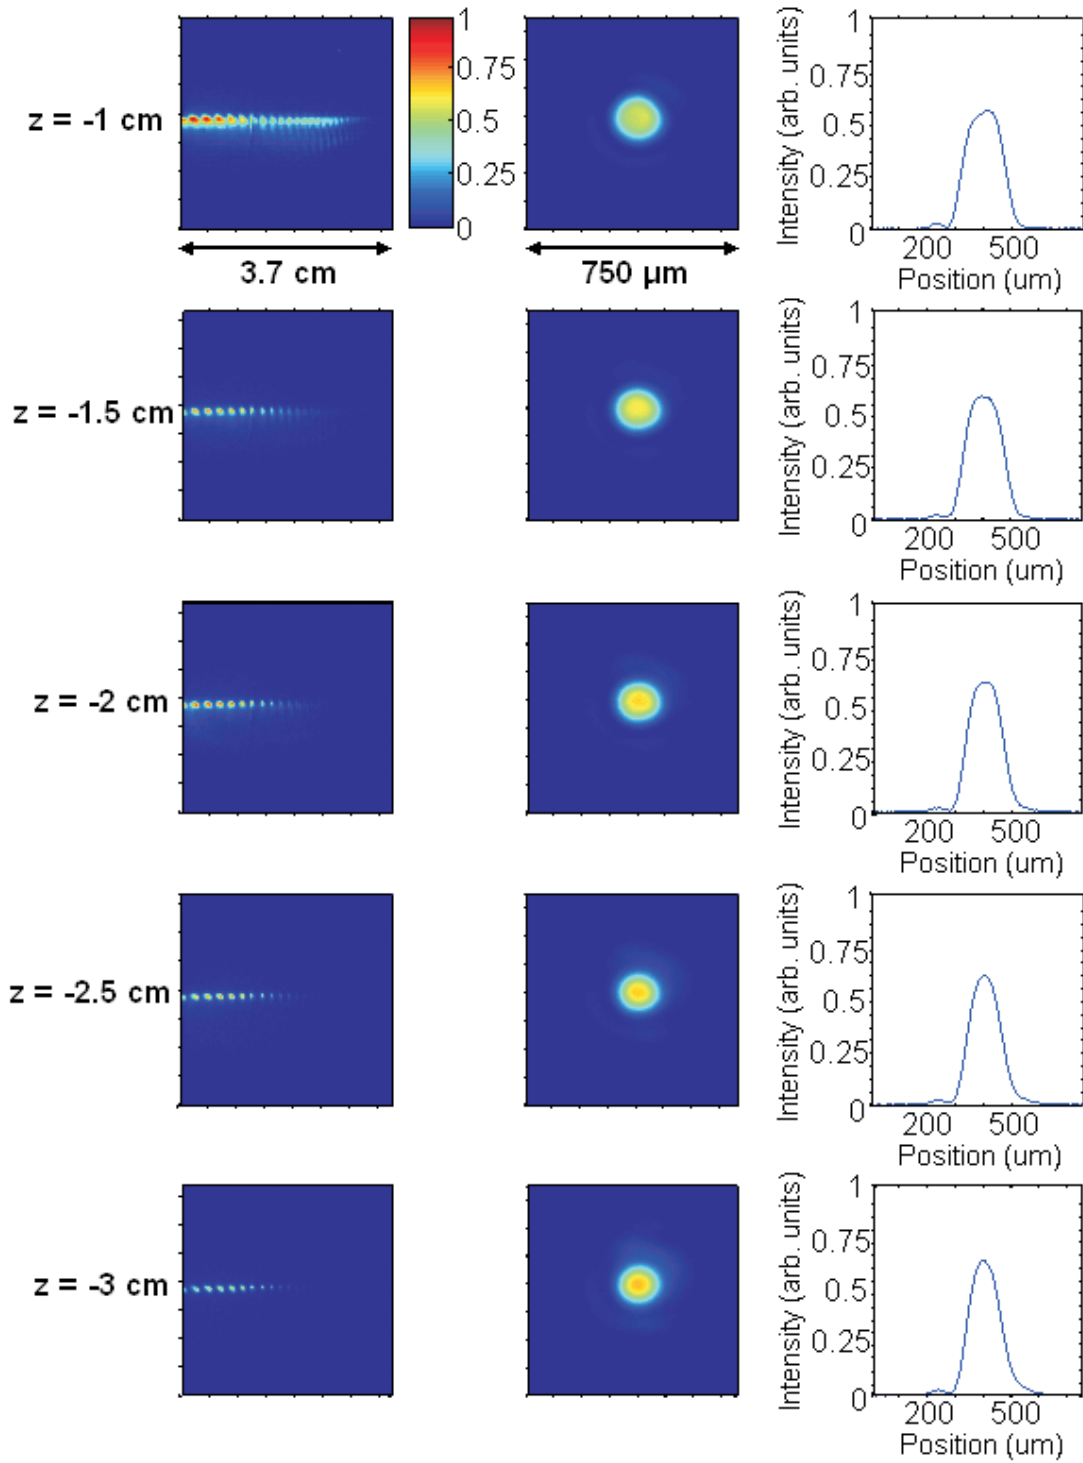 z = -1 cm
1
0.75
0.5
0.25
0
3.7 cm
750 µm
Intensity (arb. units)
1
0.75
0.5
0.25
0
200 500
Position (um)
z = -1.5 cm
Intensity (arb. units)
1
0.75
0.5
0.25
0
200 500
Position (um)
z = -2 cm
Intensity (arb. units)
1
0.75
0.5
0.25
0
200 500
Position (um)
z = -2.5 cm
Intensity (arb. units)
1
0.75
0.5
0.25
0
200 500
Position (um)
z = -3 cm
Intensity (arb. units)
1
0.75
0.5
0.25
0
200 500
Position (um)